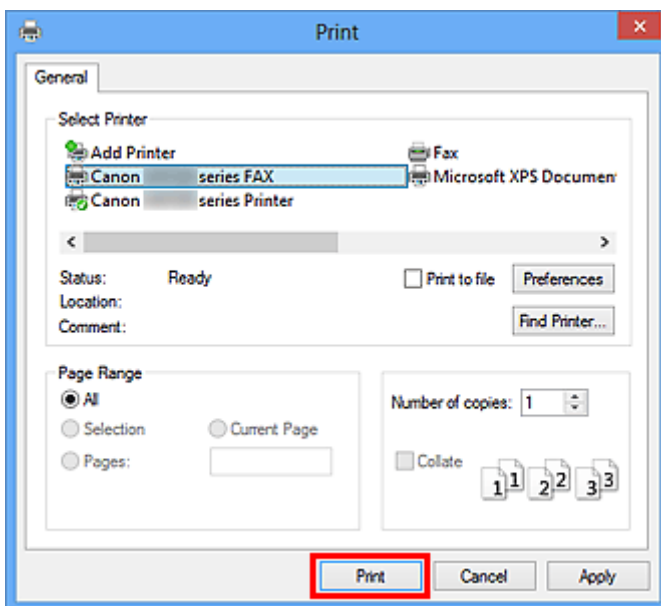 Print
General
Select Printer
Add Printer
Fax
Canon series FAX
Microsoft XPS Documen
Canon series Printer
Status: Ready
Print to file
Preferences
Location:
Comment:
Find Printer...
Page Range
All
Selection
Current Page
Pages:
Number of copies: 1
Collate
1 1 2 2 3 3
Print
Cancel
Apply